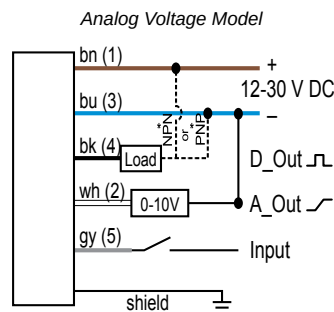 Analog Voltage Model
bn (1)
+
12-30 V DC
bu (3)
–
*NPN
or
*PNP
bk (4)
Load
D_Out
wh (2)
0-10V
A_Out
gy (5)
Input
shield